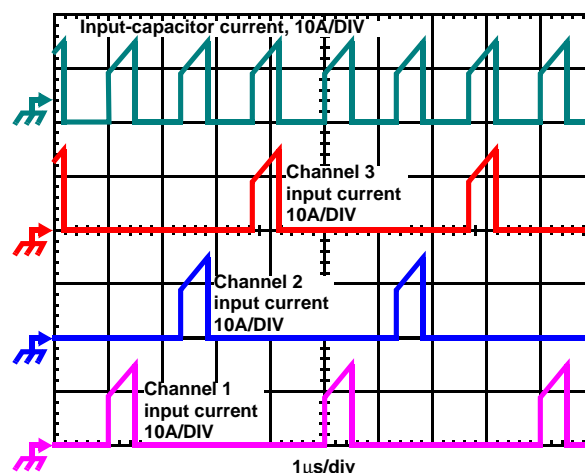 Input-capacitor current, 10A/DIV
Channel 3
input current
10A/DIV
Channel 2
input current
10A/DIV
Channel 1
input current
10A/DIV
1µs/div